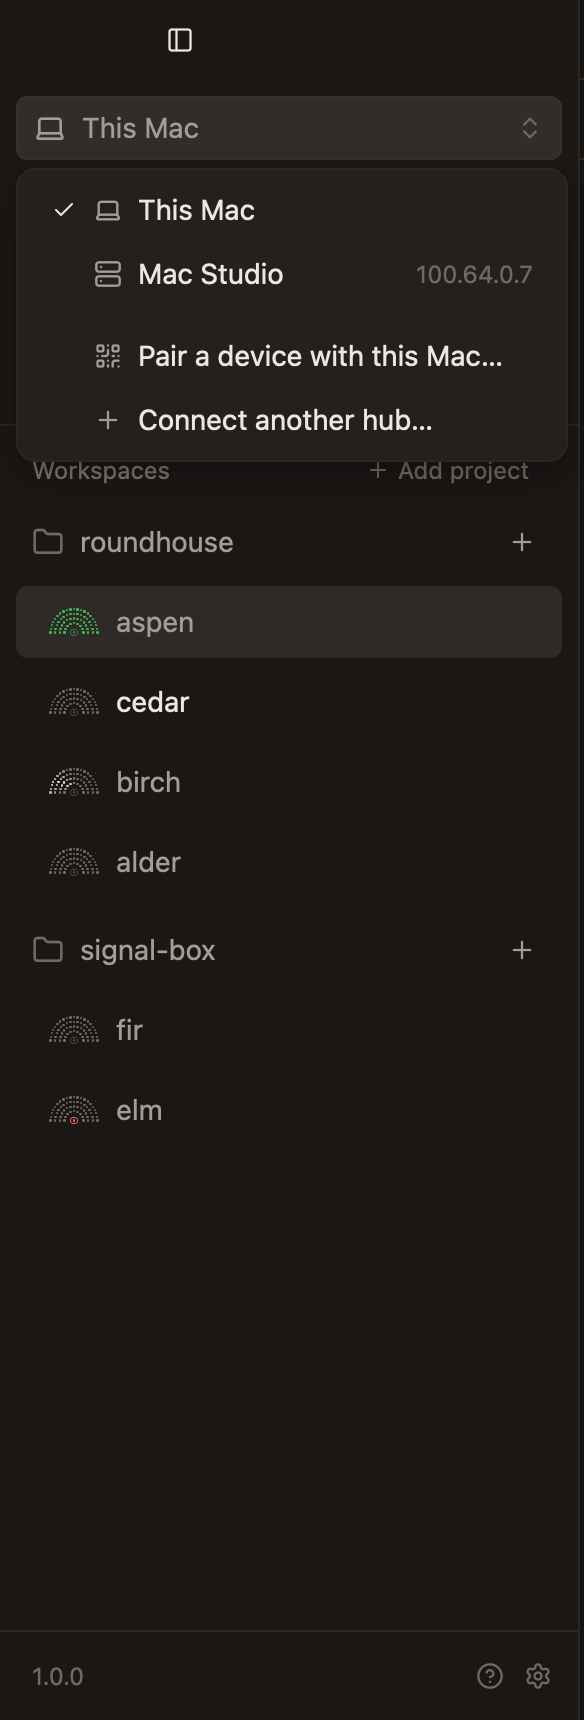 This Mac
This Mac
Mac Studio 100.64.0.7
Pair a device with this Mac...
Connect another hub...
Workspaces + Add project
roundhouse
aspen
cedar
birch
alder
signal-box
fir
elm
1.0.0